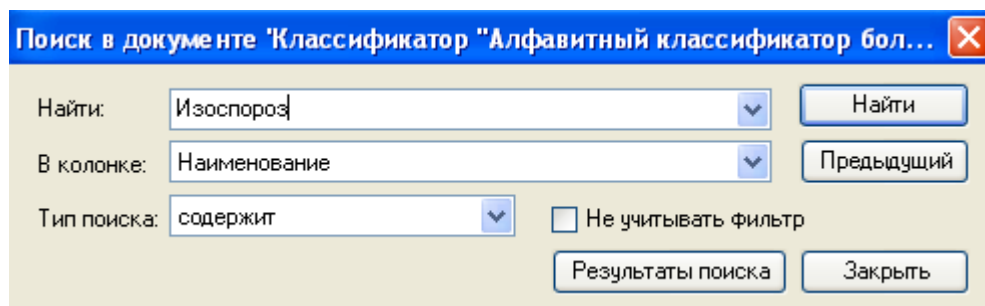 Поиск в документе 'Классификатор "Алфавитный классификатор бол...
Найти: Изоспороз Найти
В колонке: Наименование Предыдущий
Тип поиска: содержит Не учитывать фильтр
Результаты поиска Закрыть